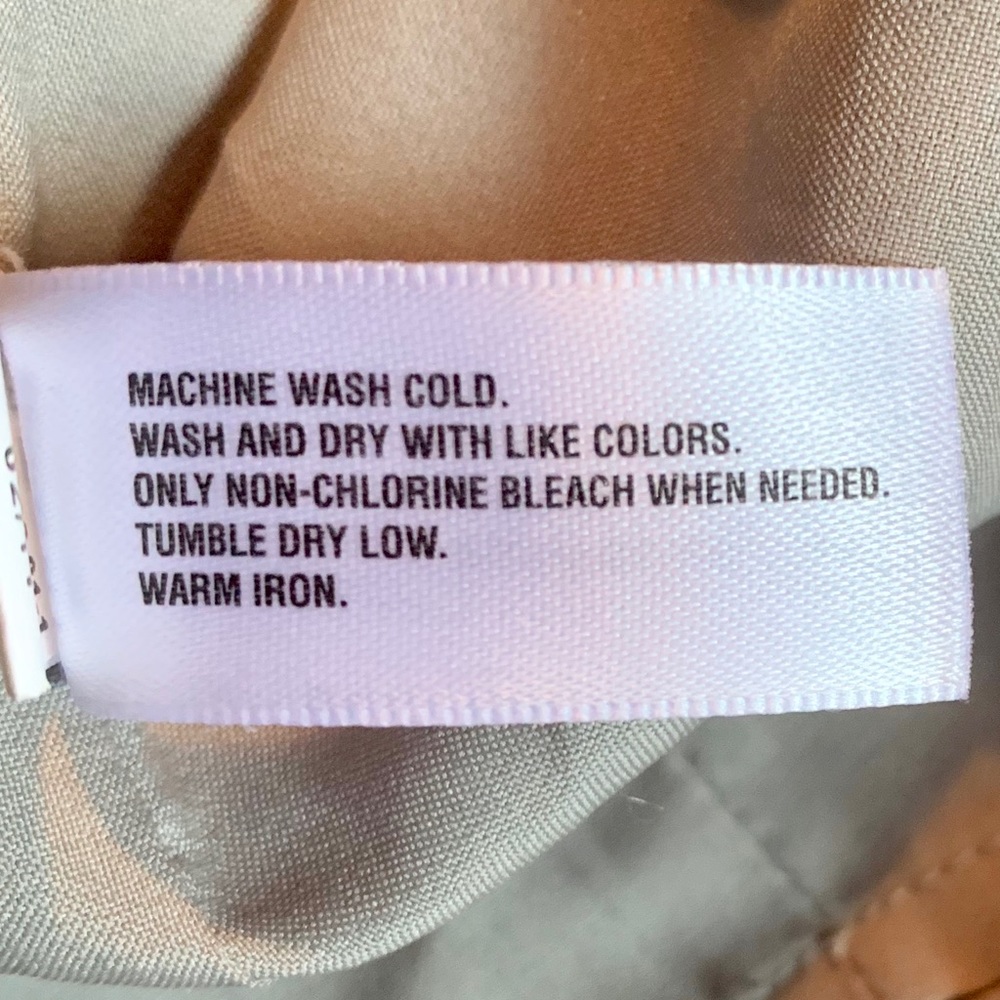 MACHINE WASH COLD.
WASH AND DRY WITH LIKE COLORS.
ONLY NON-CHLORINE BLEACH WHEN NEEDED.
TUMBLE DRY LOW.
WARM IRON.